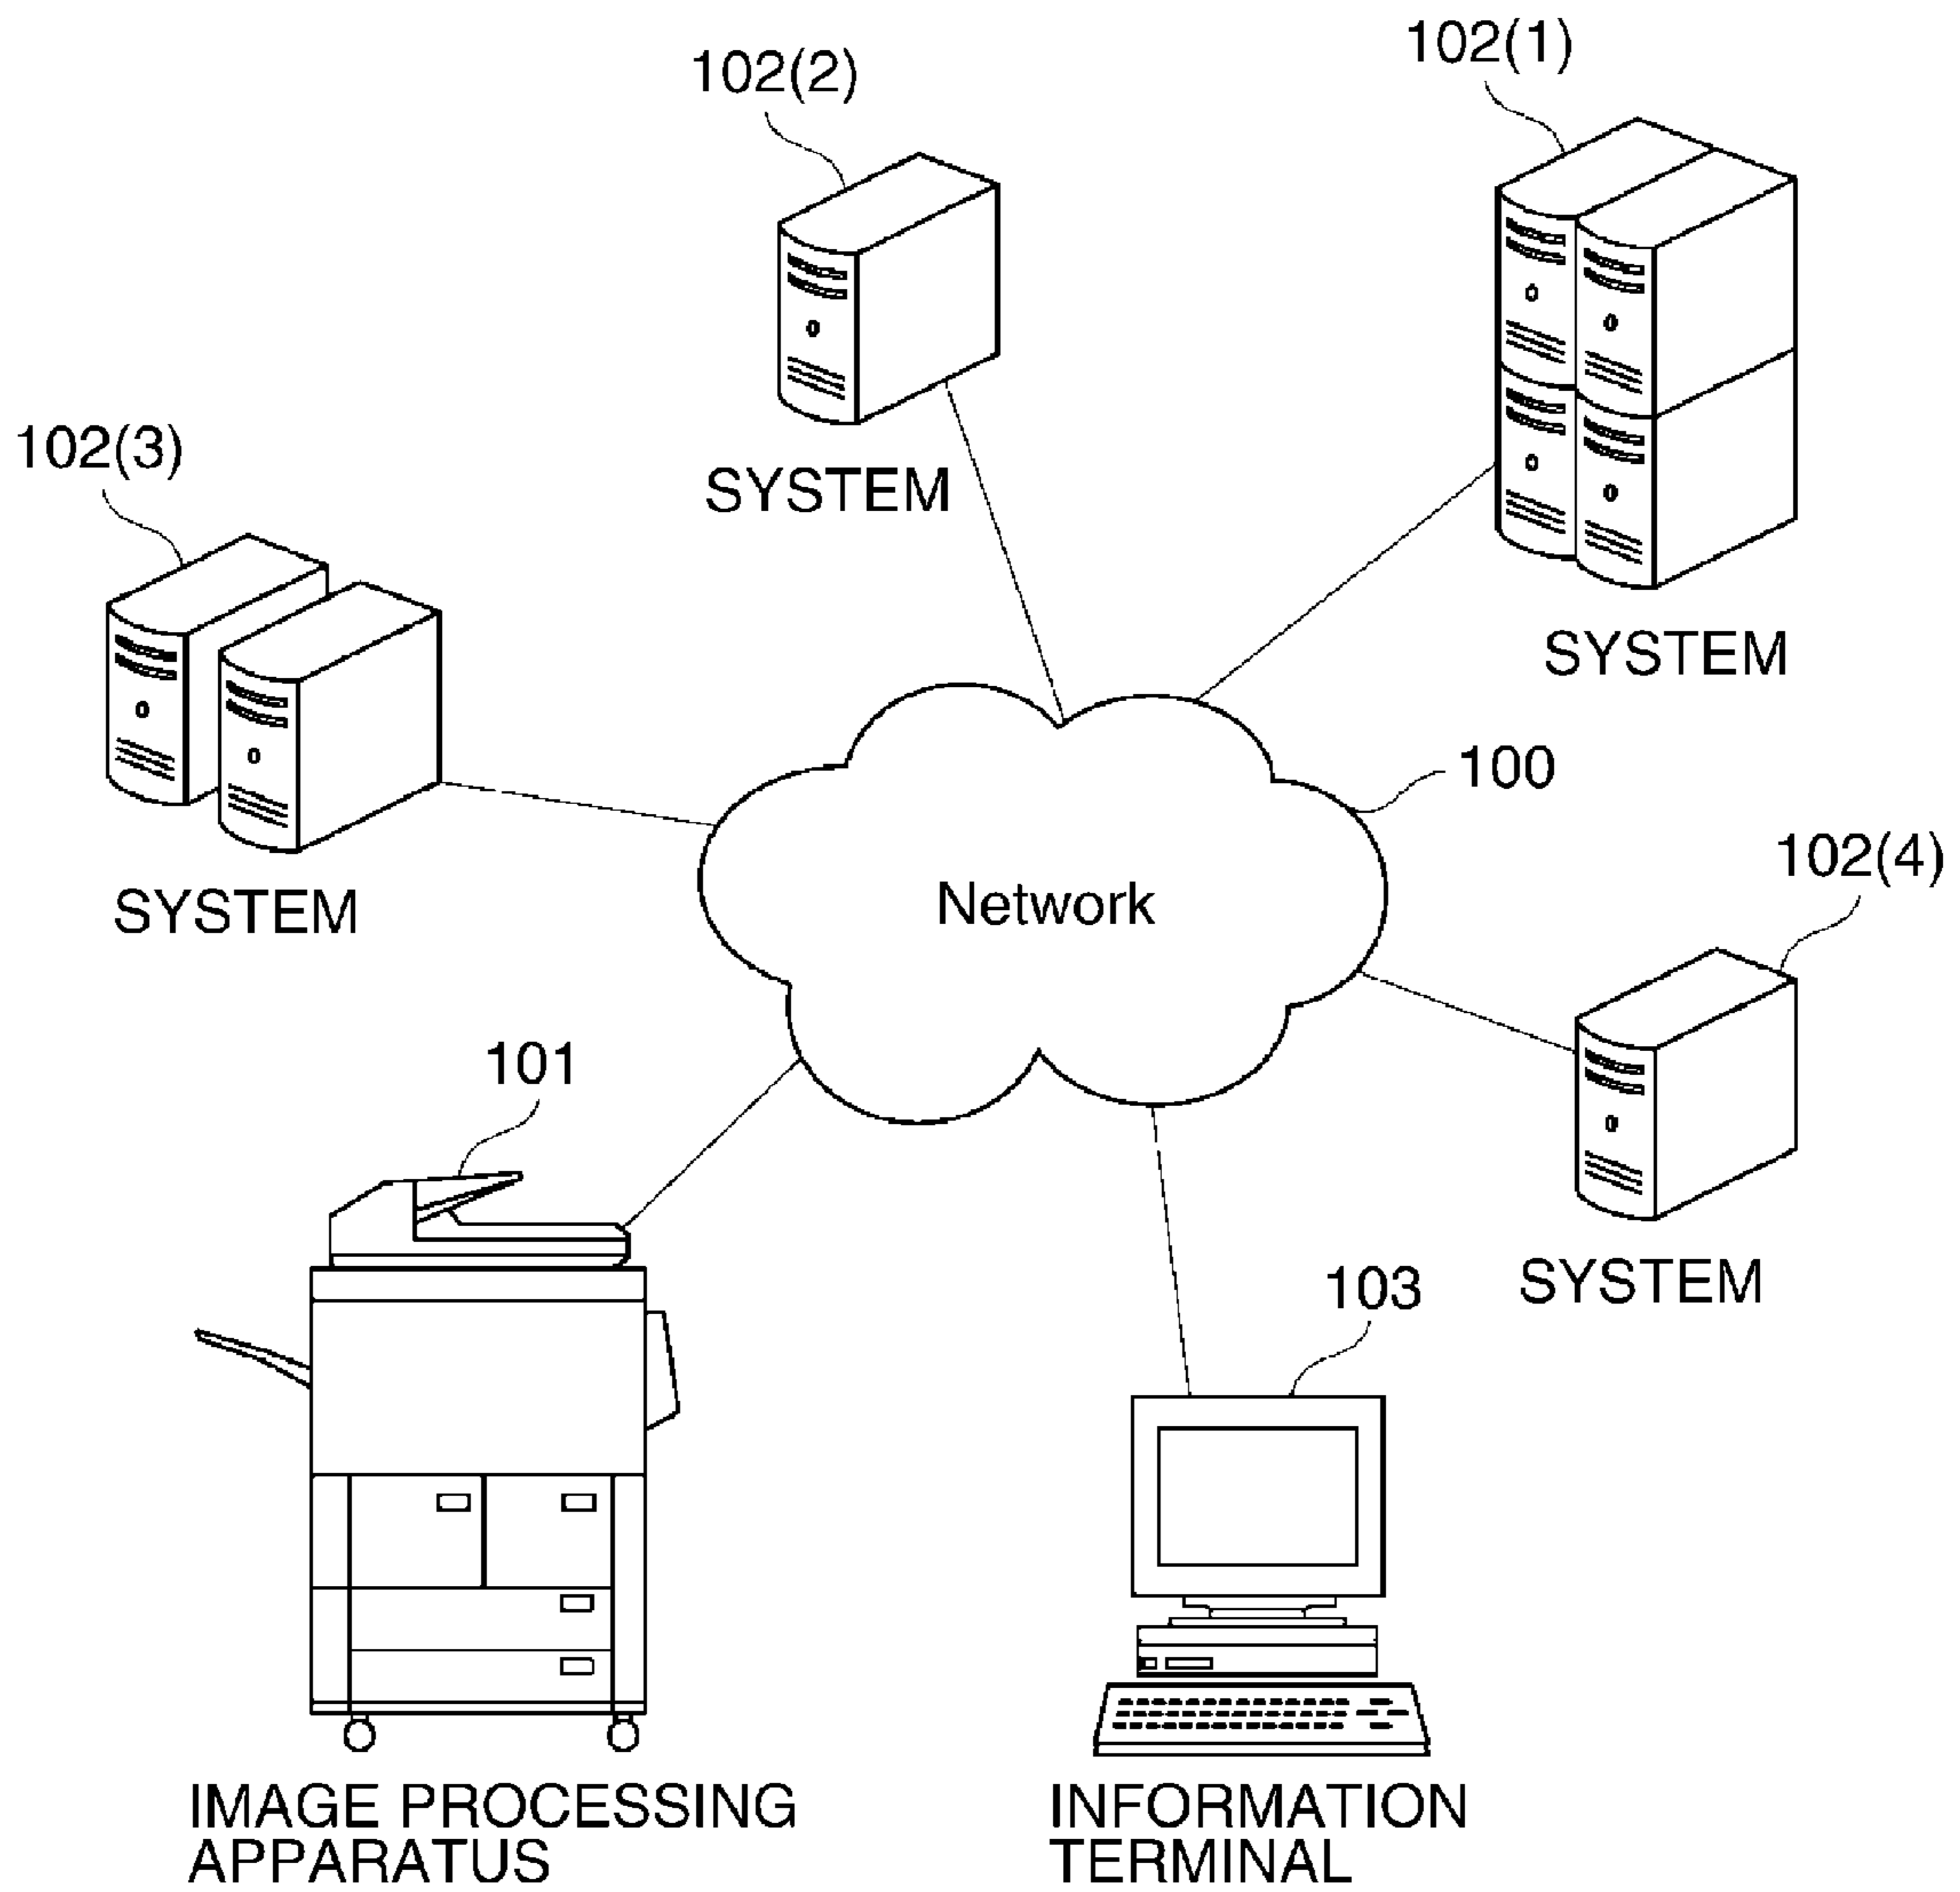 102(1)
102(2)
102(3)
SYSTEM
SYSTEM
100
102(4)
Network
SYSTEM
101
103
SYSTEM
IMAGE PROCESSING
APPARATUS
INFORMATION
TERMINAL